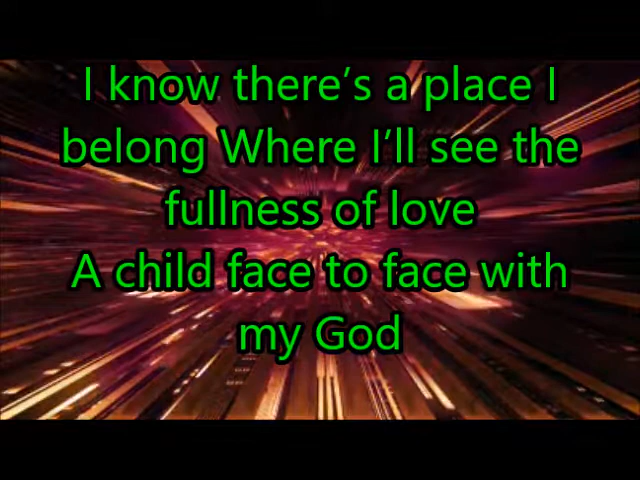 I know there’s a place I
belong Where I’ll see the
fullness of love
A child face to face with
my God